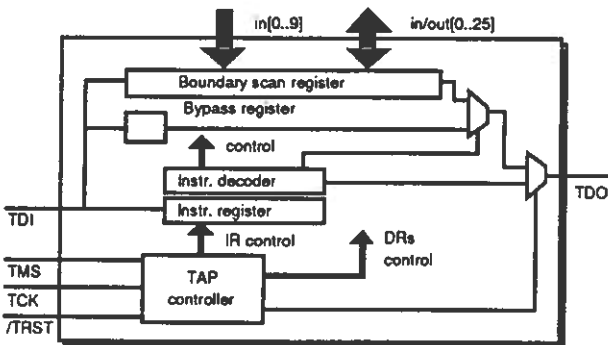 in[0..9]
in/out[0..25]
Boundary scan register
Bypass register
control
Instr. decoder
TDI
Instr. register
TDO
IR control
DRs
control
TMS
TAP
controller
TCK
/TRST